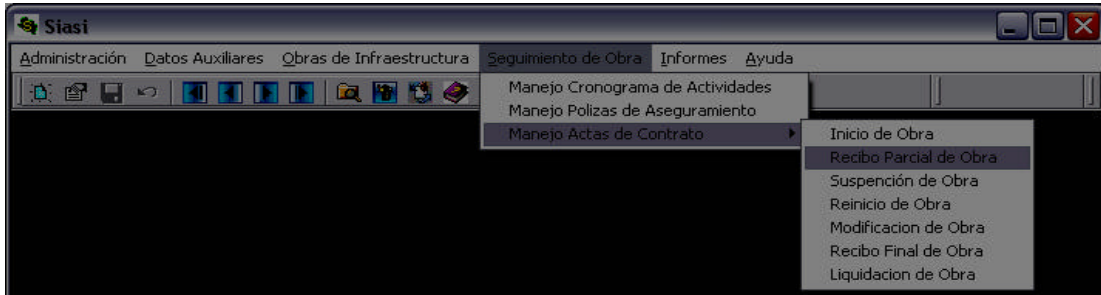 Siasi
Administración Datos Auxiliares Obras de Infraestructura Seguimiento de Obra Informes Ayuda
Manejo Cronograma de Actividades
Manejo Polizas de Aseguramiento
Manejo Actas de Contrato
Inicio de Obra
Recibo Parcial de Obra
Suspención de Obra
Reinicio de Obra
Modificacion de Obra
Recibo Final de Obra
Liquidacion de Obra